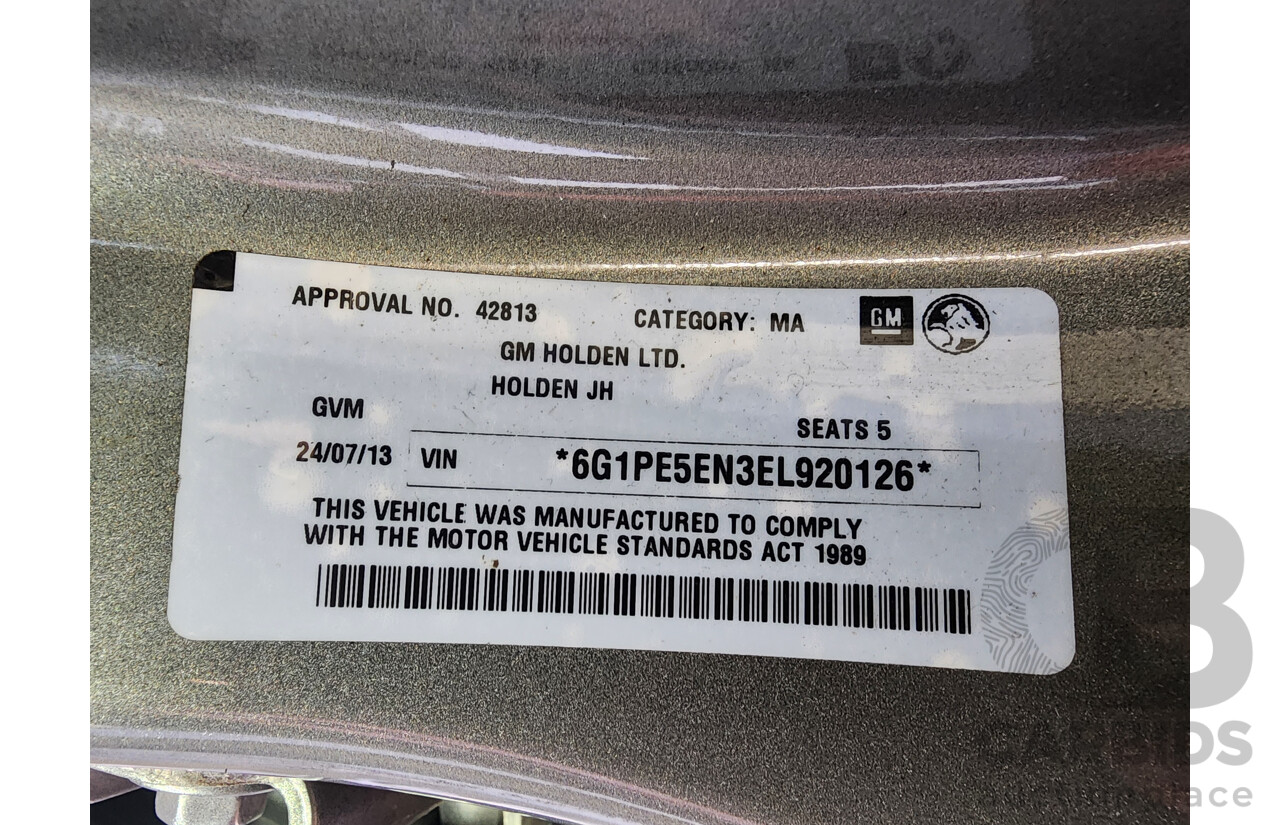 APPROVAL NO. 42813 CATEGORY: MA GM
GM HOLDEN LTD.
HOLDEN JH
GVM SEATS 5
24/07/13 VIN *6G1PE5EN3EL920126*
THIS VEHICLE WAS MANUFACTURED TO COMPLY
WITH THE MOTOR VEHICLE STANDARDS ACT 1989
CARBIDS